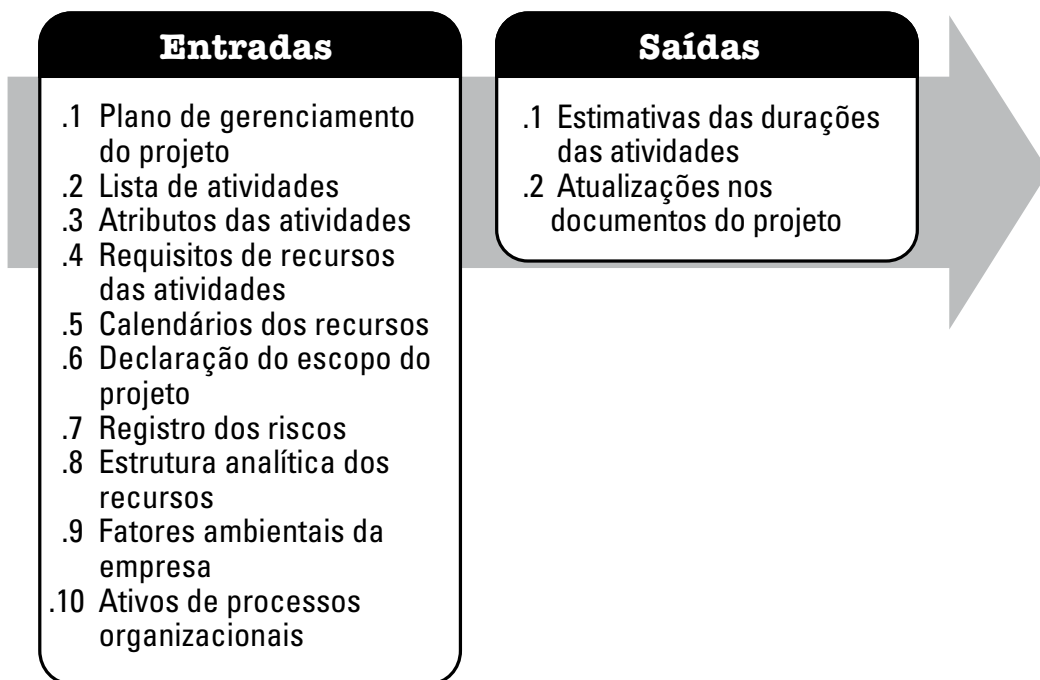 Entradas
.1 Plano de gerenciamento
do projeto
.2 Lista de atividades
.3 Atributos das atividades
.4 Requisitos de recursos
das atividades
.5 Calendários dos recursos
.6 Declaração do escopo do
projeto
.7 Registro dos riscos
.8 Estrutura analítica dos
recursos
.9 Fatores ambientais da
empresa
.10 Ativos de processos
organizacionais
Saídas
.1 Estimativas das durações
das atividades
.2 Atualizações nos
documentos do projeto